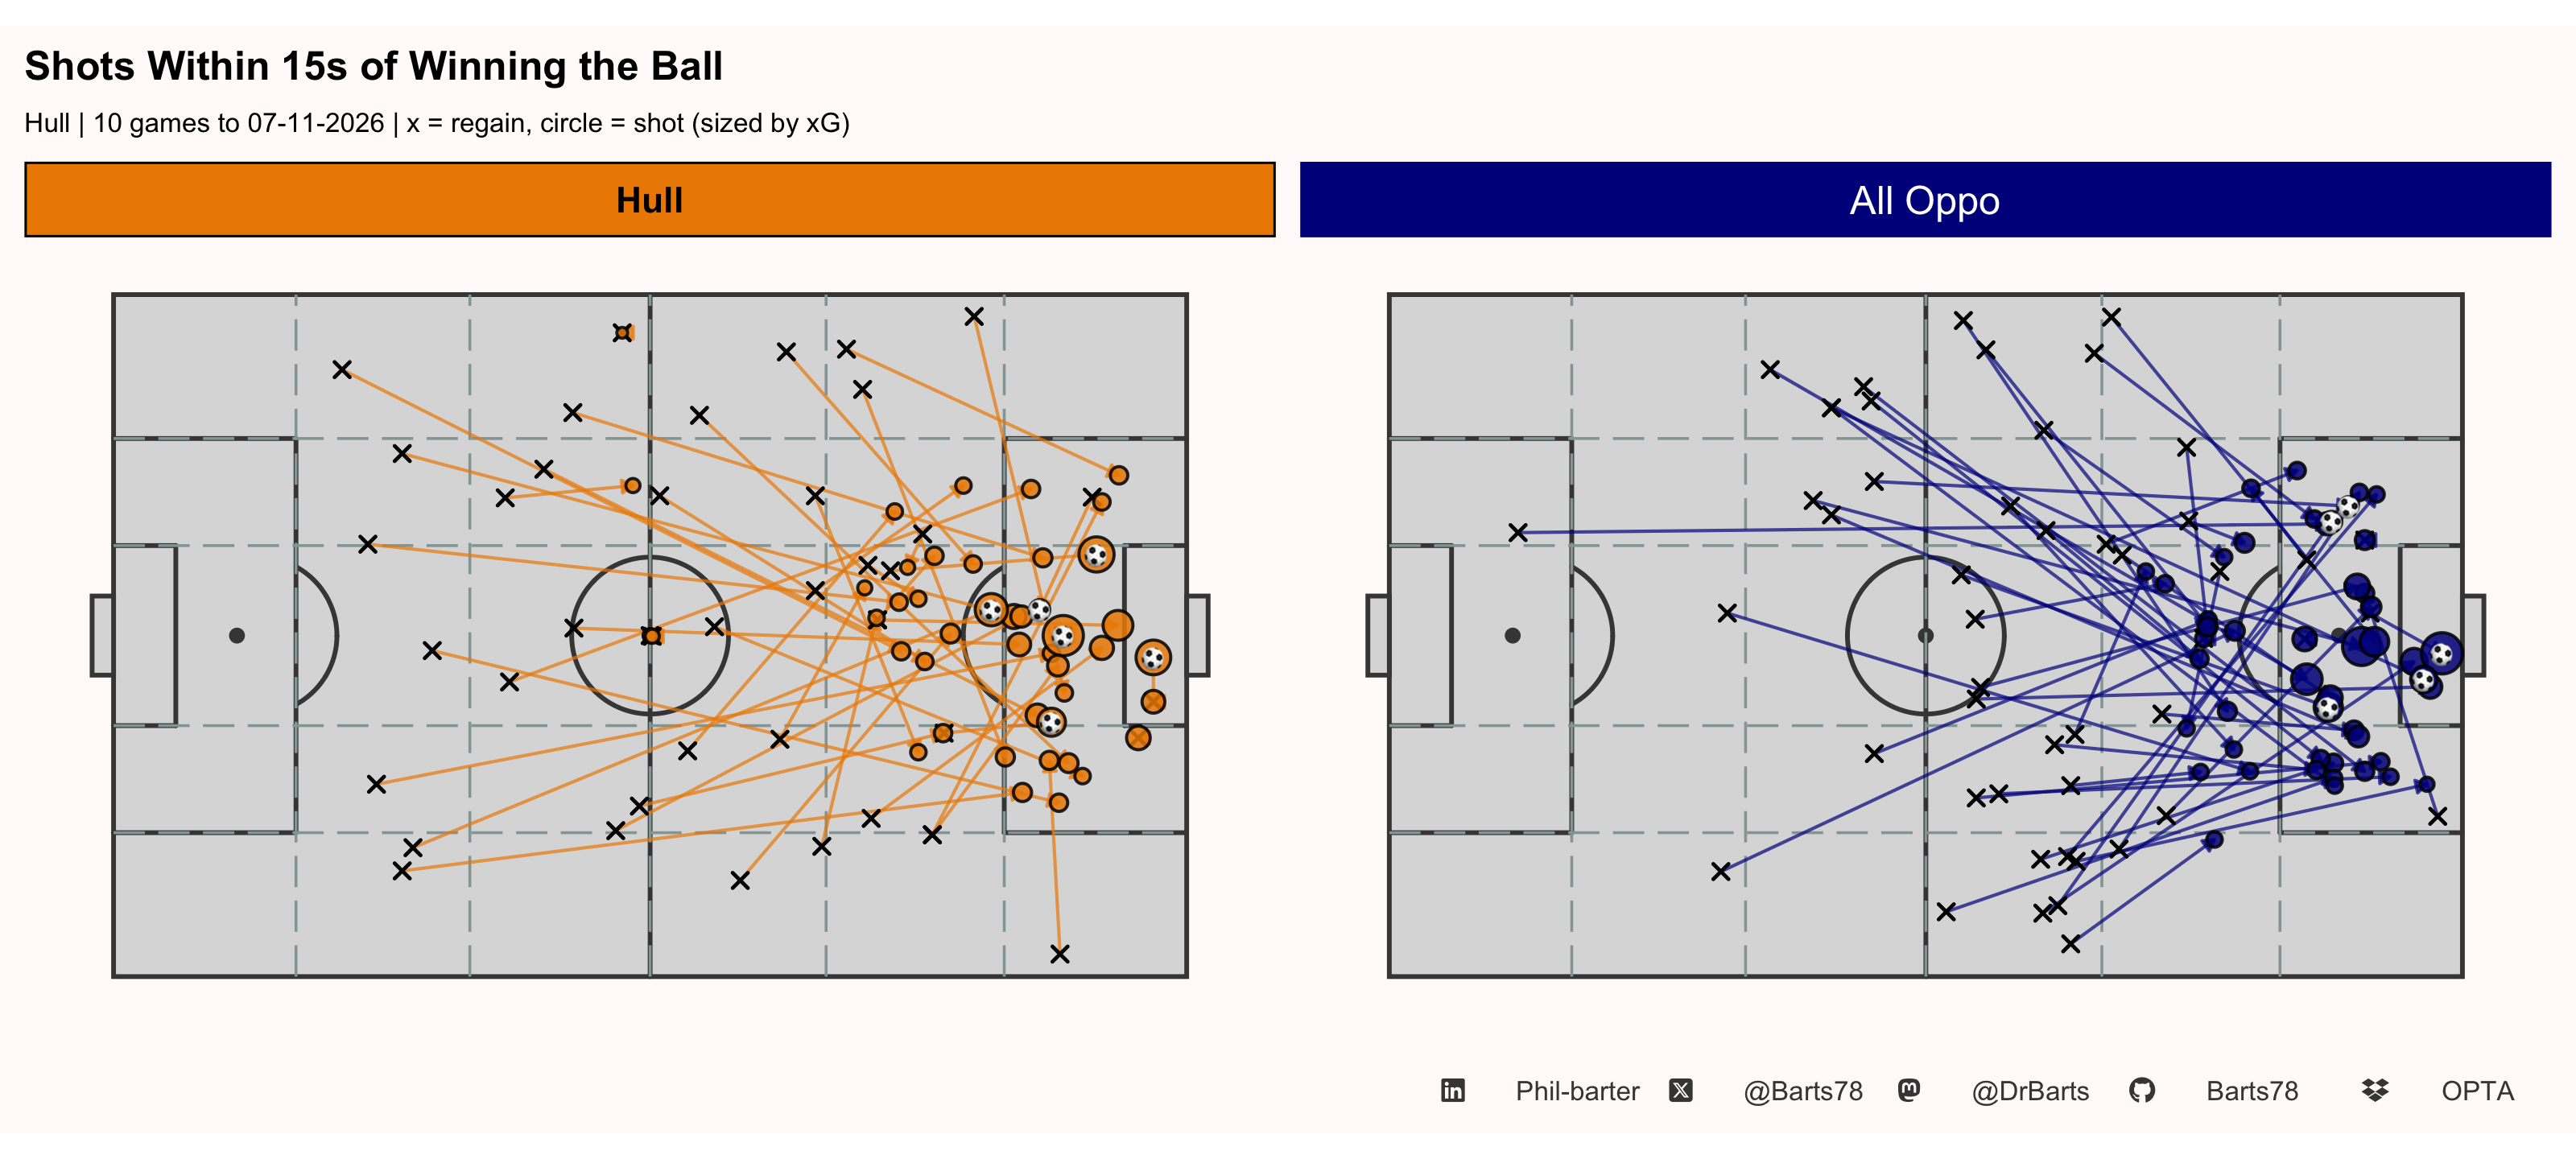 Shots Within 15s of Winning the Ball
Hull | 10 games to 07-11-2026 | x = regain, circle = shot (sized by xG)
Hull
All Oppo
Phil-barter @Barts78 @DrBarts Barts78 OPTA